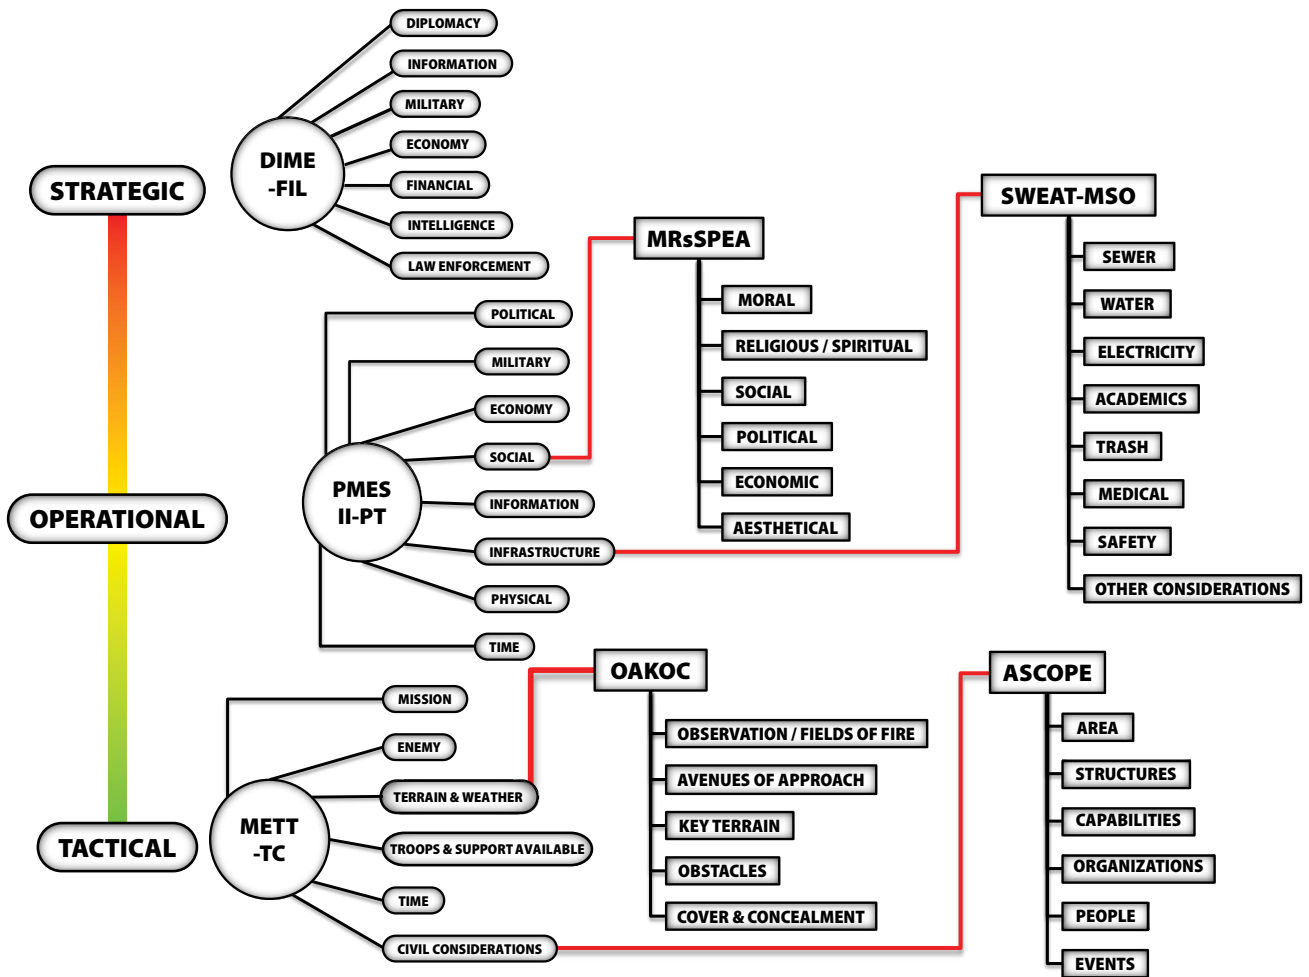 STRATEGIC
OPERATIONAL
TACTICAL
DIME
-FIL
DIPLOMACY
INFORMATION
MILITARY
ECONOMY
FINANCIAL
INTELLIGENCE
LAW ENFORCEMENT
PMES
II-PT
POLITICAL
MILITARY
ECONOMY
SOCIAL
INFORMATION
INFRASTRUCTURE
PHYSICAL
TIME
MRsSPEA
MORAL
RELIGIOUS / SPIRITUAL
SOCIAL
POLITICAL
ECONOMIC
AESTHETICAL
SWEAT-MSO
SEWER
WATER
ELECTRICITY
ACADEMICS
TRASH
MEDICAL
SAFETY
OTHER CONSIDERATIONS
METT
-TC
MISSION
ENEMY
TERRAIN & WEATHER
TROOPS & SUPPORT AVAILABLE
TIME
CIVIL CONSIDERATIONS
OAKOC
OBSERVATION / FIELDS OF FIRE
AVENUES OF APPROACH
KEY TERRAIN
OBSTACLES
COVER & CONCEALMENT
ASCOPE
AREA
STRUCTURES
CAPABILITIES
ORGANIZATIONS
PEOPLE
EVENTS